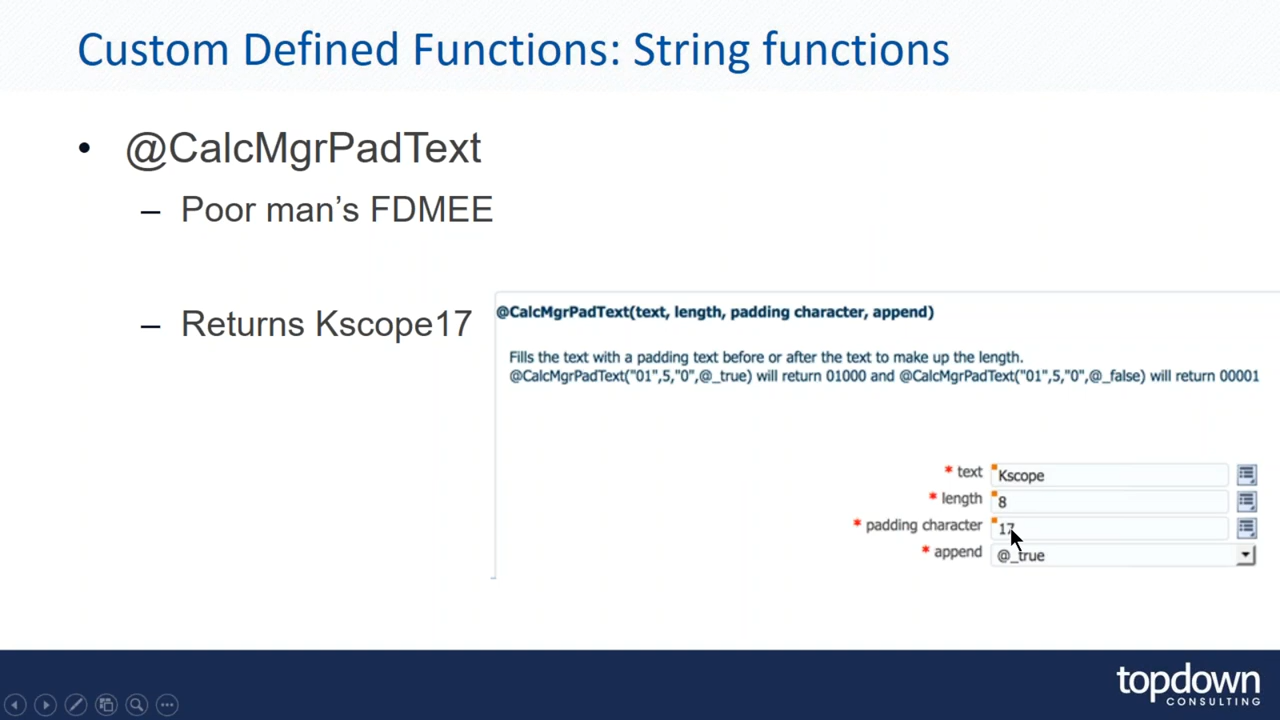 Custom Defined Functions: String functions
• @CalcMgrPadText
– Poor man’s FDMEE
– Returns Kscope17
@CalcMgrPadText(text, length, padding character, append)
Fills the text with a padding text before or after the text to make up the length.
@CalcMgrPadText("01",5,"0",@_true) will return 01000 and @CalcMgrPadText("01",5,"0",@_false) will return 00001
* text Kscope
* length 8
* padding character 17
* append @_true
topdown
CONSULTING